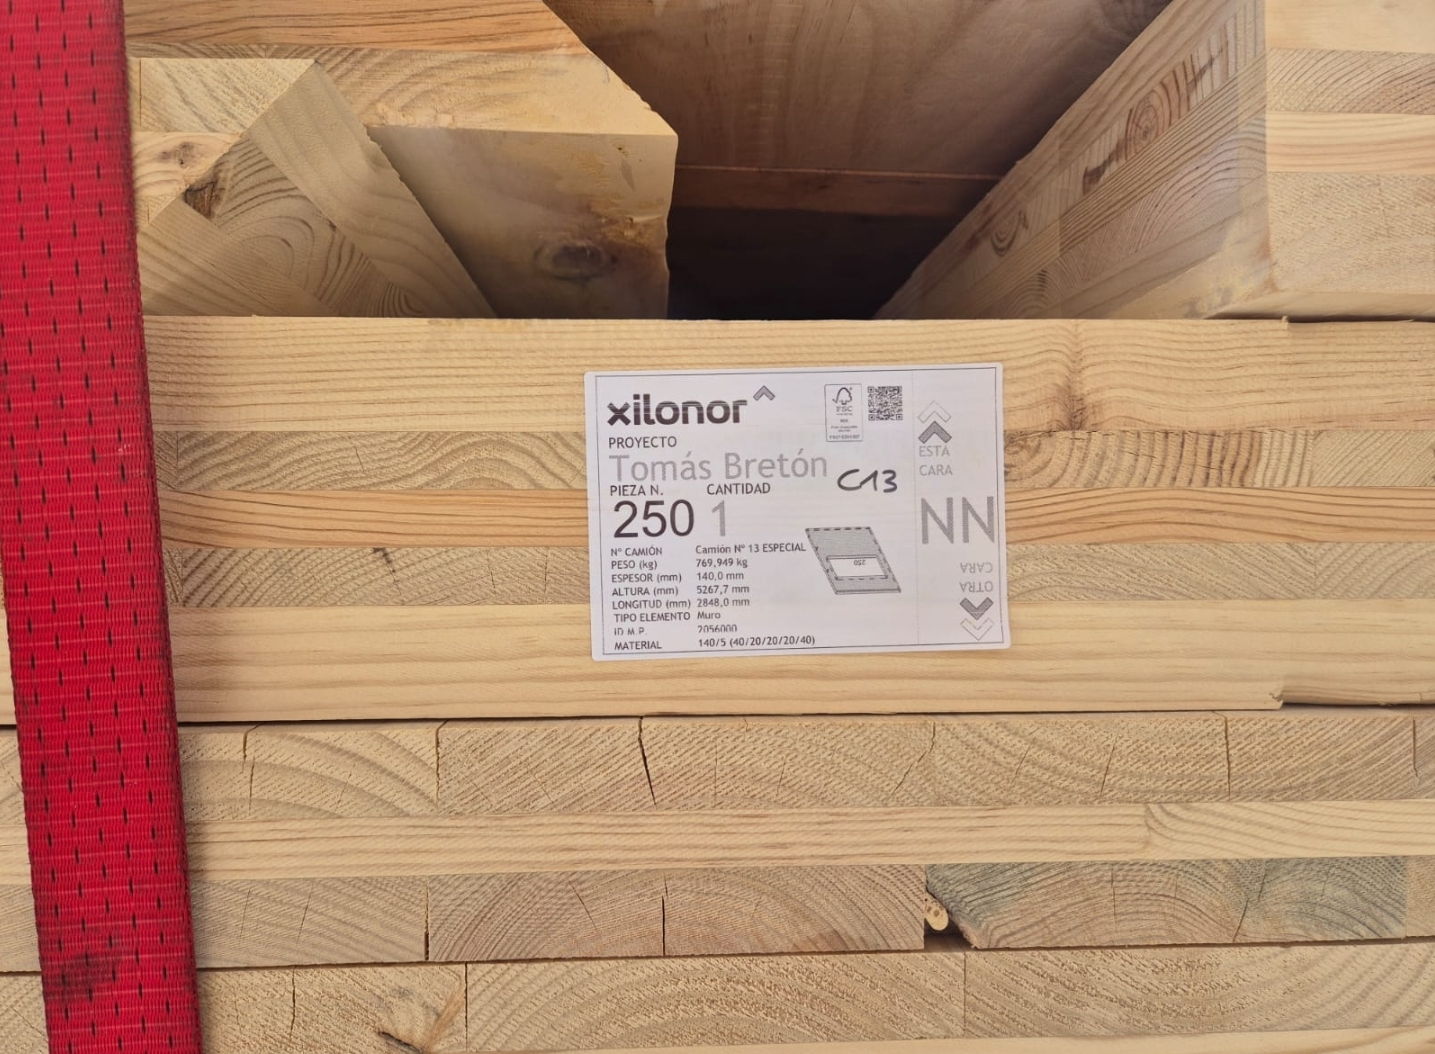 xilonor
FSC
PROYECTO
Tomás Bretón
C13
PIEZA N. CANTIDAD
250 1
Nº CAMIÓN Camión Nº 13 ESPECIAL
PESO (kg) 769,949 kg
ESPESOR (mm) 140,0 mm
ALTURA (mm) 5267,7 mm
LONGITUD (mm) 2848,0 mm
TIPO ELEMENTO Muro
ID M.P. 2056000
MATERIAL 140/5 (40/20/20/20/40)
250
ESTA
CARA
NN
OTRA
CARA